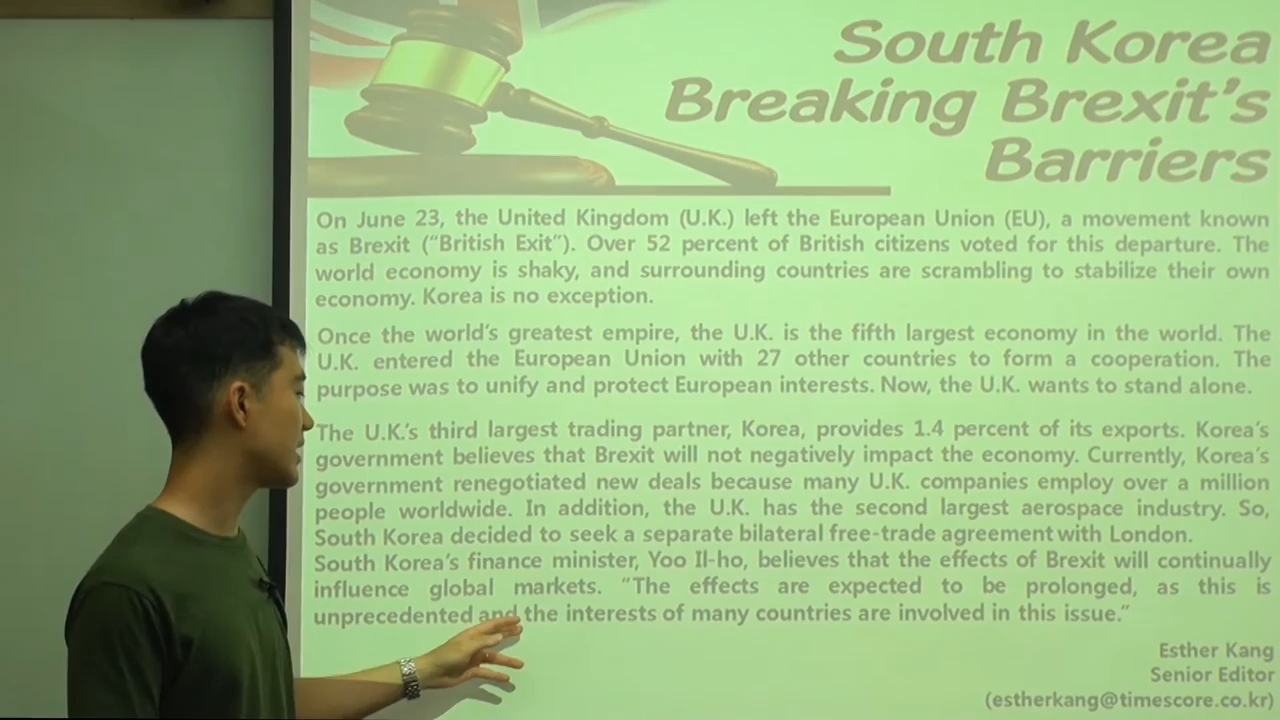 South Korea
Breaking Brexit's
Barriers
On June 23, the United Kingdom (U.K.) left the European Union (EU), a movement known
as Brexit (“British Exit”). Over 52 percent of British citizens voted for this departure. The
world economy is shaky, and surrounding countries are scrambling to stabilize their own
economy. Korea is no exception.
Once the world's greatest empire, the U.K. is the fifth largest economy in the world. The
U.K. entered the European Union with 27 other countries to form a cooperation. The
purpose was to unify and protect European interests. Now, the U.K. wants to stand alone.
The U.K.'s third largest trading partner, Korea, provides 1.4 percent of its exports. Korea's
government believes that Brexit will not negatively impact the economy. Currently, Korea's
government renegotiated new deals because many U.K. companies employ over a million
people worldwide. In addition, the U.K. has the second largest aerospace industry. So,
South Korea decided to seek a separate bilateral free-trade agreement with London.
South Korea's finance minister, Yoo Il-ho, believes that the effects of Brexit will continually
influence global markets. “The effects are expected to be prolonged, as this is
unprecedented and the interests of many countries are involved in this issue.”
Esther Kang
Senior Editor
(estherkang@timescore.co.kr)